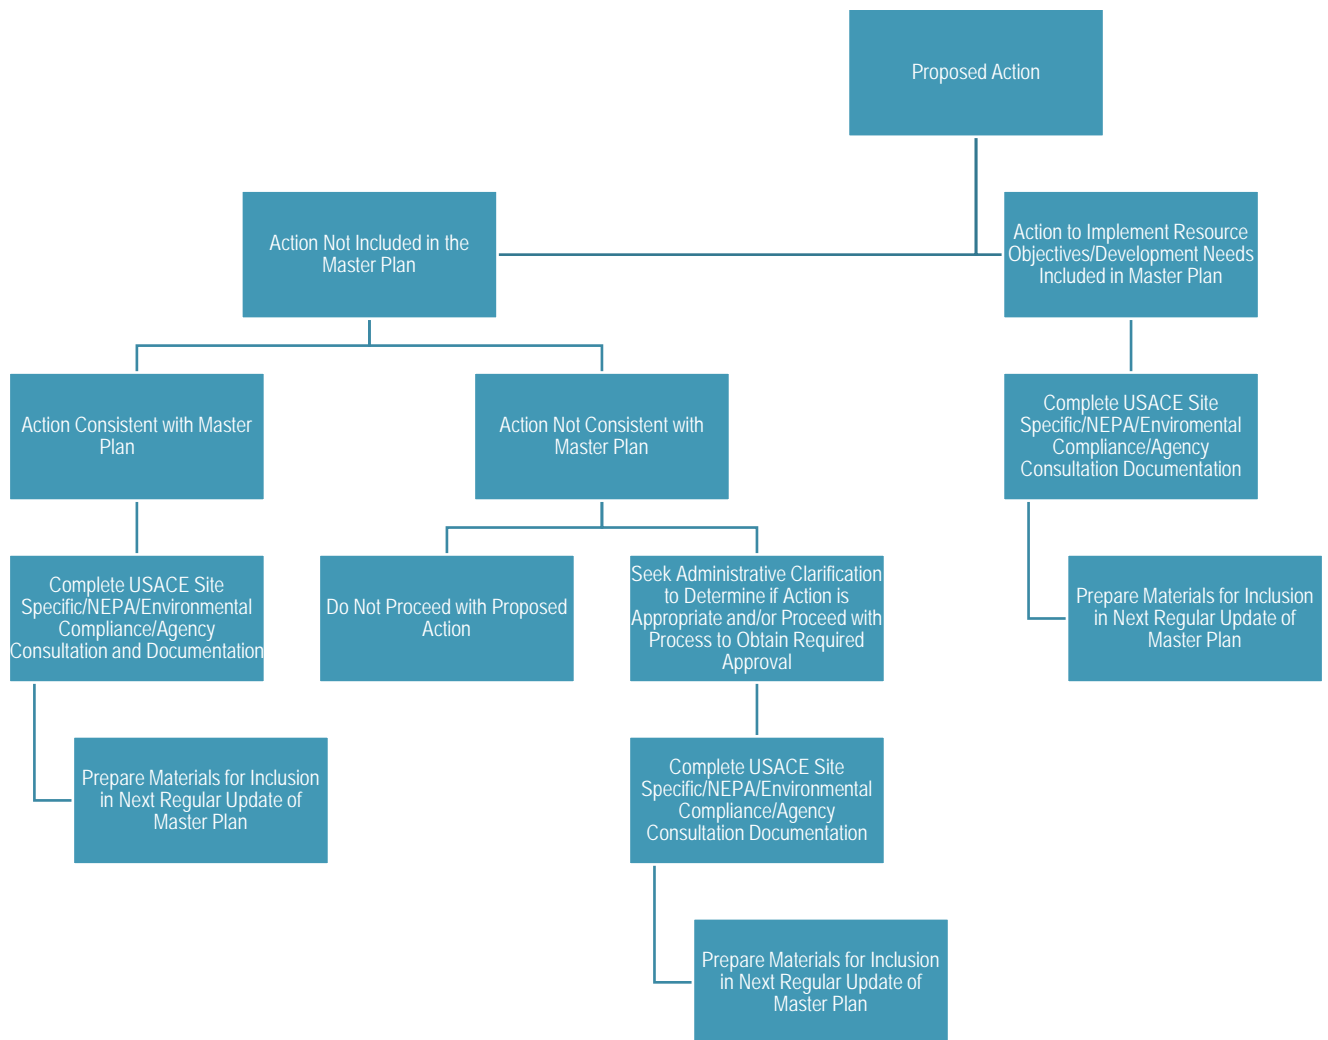 Proposed Action
Action Not Included in the
Master Plan
Action to Implement Resource
Objectives/Development Needs
Included in Master Plan
Action Consistent with Master
Plan
Action Not Consistent with
Master Plan
Complete USACE Site
Specific/NEPA/Enviromental
Compliance/Agency
Consultation Documentation
Complete USACE Site
Specific/NEPA/Environmental
Compliance/Agency
Consultation and Documentation
Do Not Proceed with Proposed
Action
Seek Administrative Clarification
to Determine if Action is
Appropriate and/or Proceed with
Process to Obtain Required
Approval
Prepare Materials for Inclusion
in Next Regular Update of
Master Plan
Prepare Materials for Inclusion
in Next Regular Update of
Master Plan
Complete USACE Site
Specific/NEPA/Environmental
Compliance/Agency
Consultation Documentation
Prepare Materials for Inclusion
in Next Regular Update of
Master Plan